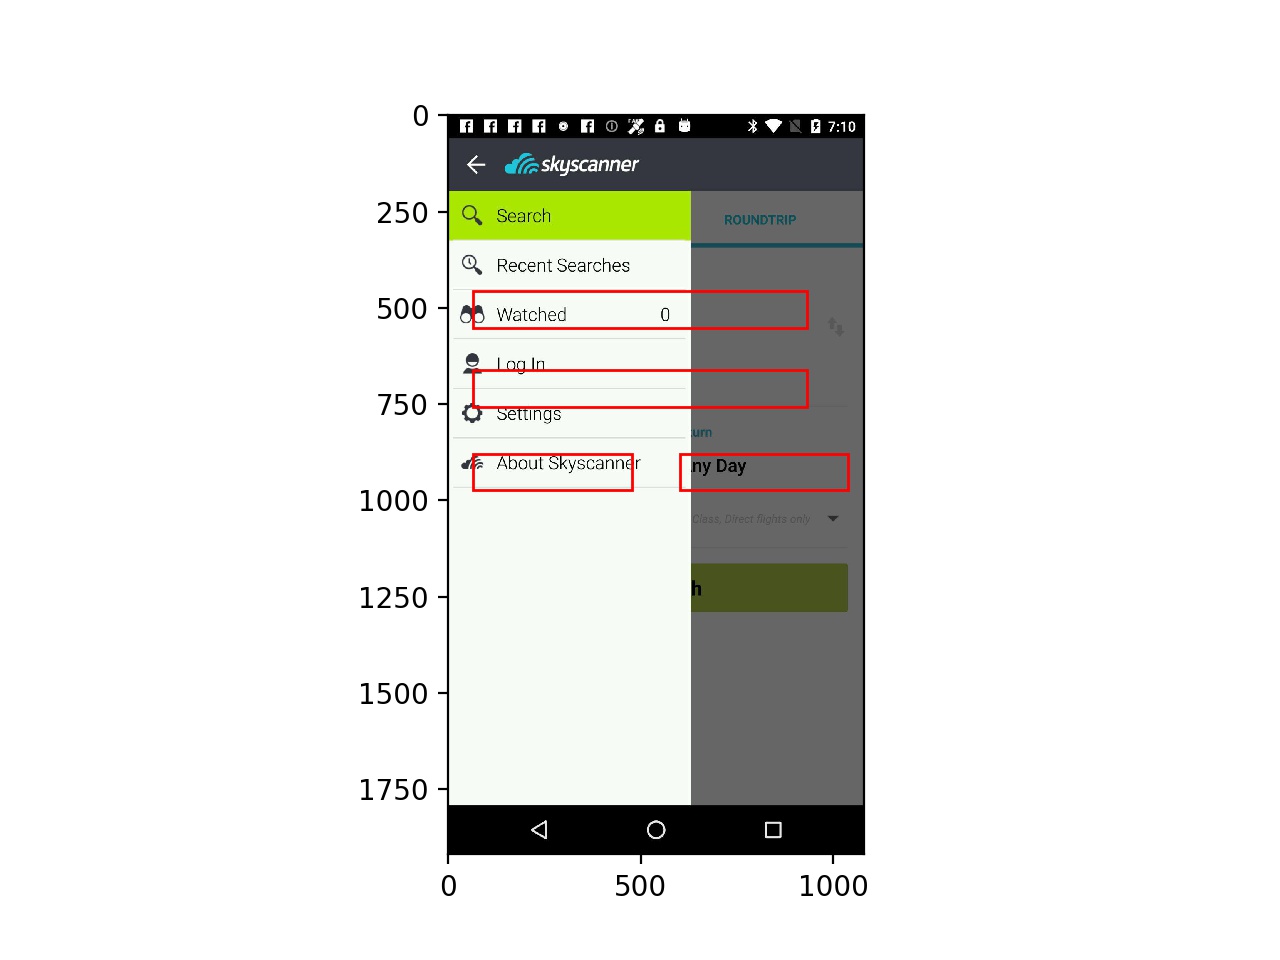 0
250
500
750
1000
1250
1500
1750
7:10
skyscanner
Search
ROUNDTRIP
Recent Searches
Watched 0
Log In
Settings
turn
About Skyscanner
ny Day
Class, Direct flights only
h
0 500 1000